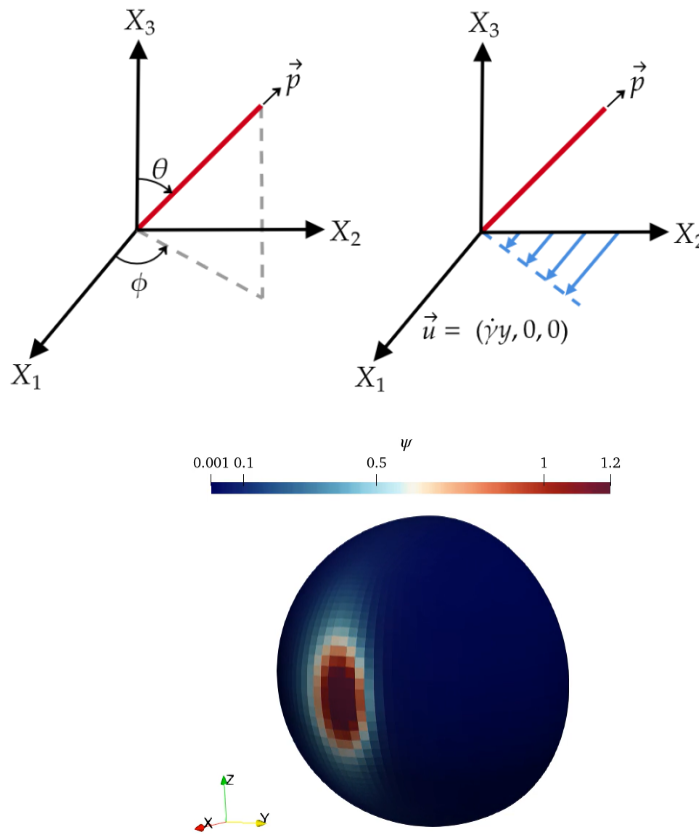 X₃
p⃗
θ
X₂
ϕ
X₁
X₃
p⃗
X₂
u⃗ = (γ̇y, 0, 0)
X₁
ψ
0.001 0.1 0.5 1 1.2
Z
X Y